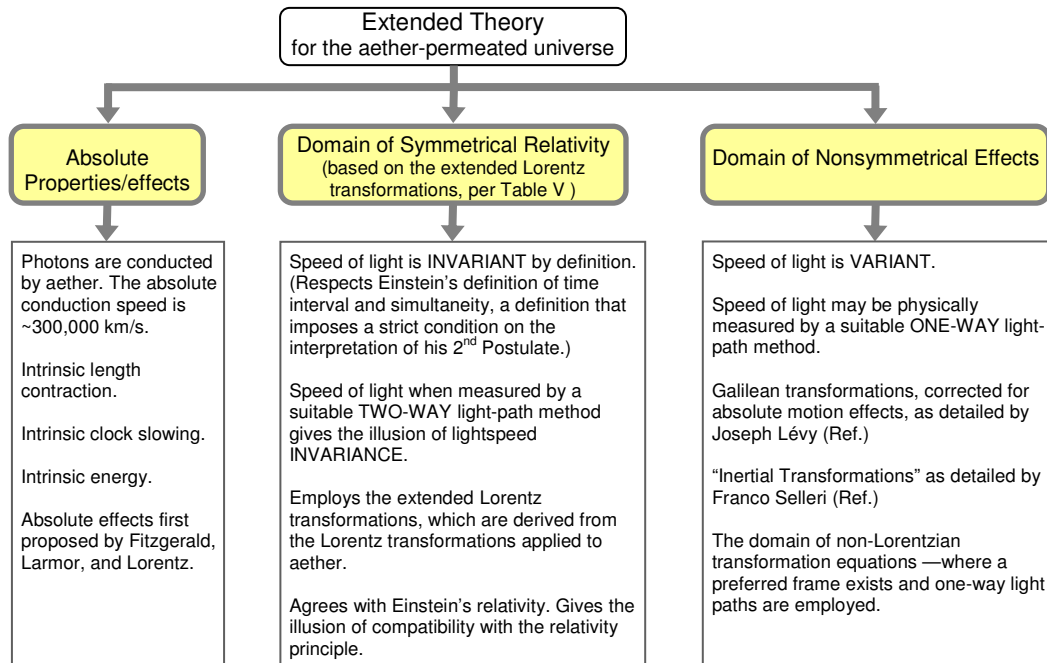 Extended Theory
for the aether-permeated universe
Absolute
Properties/effects
Domain of Symmetrical Relativity
(based on the extended Lorentz
transformations, per Table V )
Domain of Nonsymmetrical Effects
Photons are conducted
by aether. The absolute
conduction speed is
~300,000 km/s.
Intrinsic length
contraction.
Intrinsic clock slowing.
Intrinsic energy.
Absolute effects first
proposed by Fitzgerald,
Larmor, and Lorentz.
Speed of light is INVARIANT by definition.
(Respects Einstein's definition of time
interval and simultaneity, a definition that
imposes a strict condition on the
interpretation of his 2nd Postulate.)
Speed of light when measured by a
suitable TWO-WAY light-path method
gives the illusion of lightspeed
INVARIANCE.
Employs the extended Lorentz
transformations, which are derived from
the Lorentz transformations applied to
aether.
Agrees with Einstein's relativity. Gives the
illusion of compatibility with the relativity
principle.
Speed of light is VARIANT.
Speed of light may be physically
measured by a suitable ONE-WAY light-
path method.
Galilean transformations, corrected for
absolute motion effects, as detailed by
Joseph Lévy (Ref.)
“Inertial Transformations” as detailed by
Franco Selleri (Ref.)
The domain of non-Lorentzian
transformation equations —where a
preferred frame exists and one-way light
paths are employed.